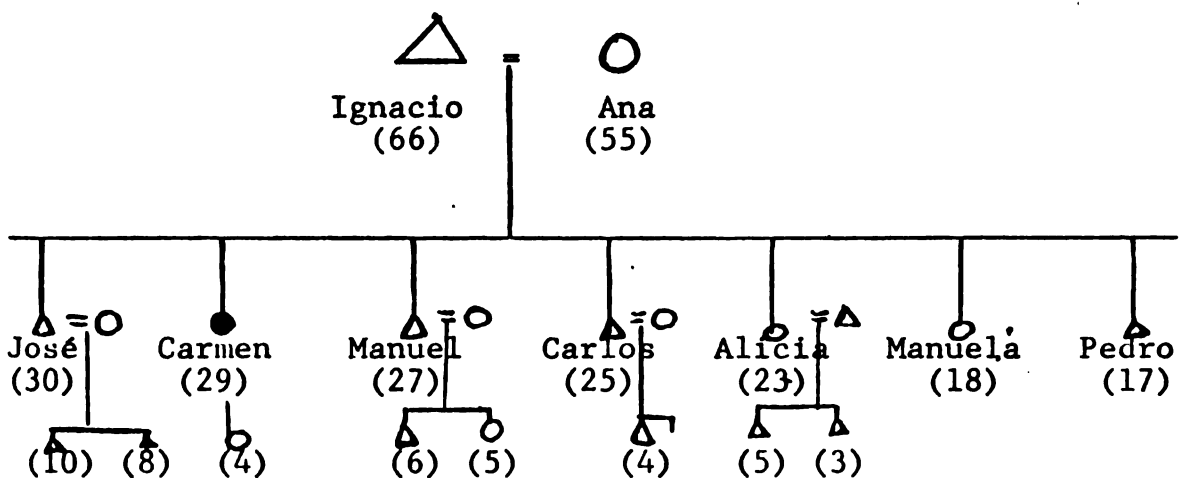 Ignacio Ana
(66) (55)
José Carmen Manuel Carlos Alicia Manuela Pedro
(30) (29) (27) (25) (23) (18) (17)
(10) (8) (4) (6) (5) (4) (5) (3)